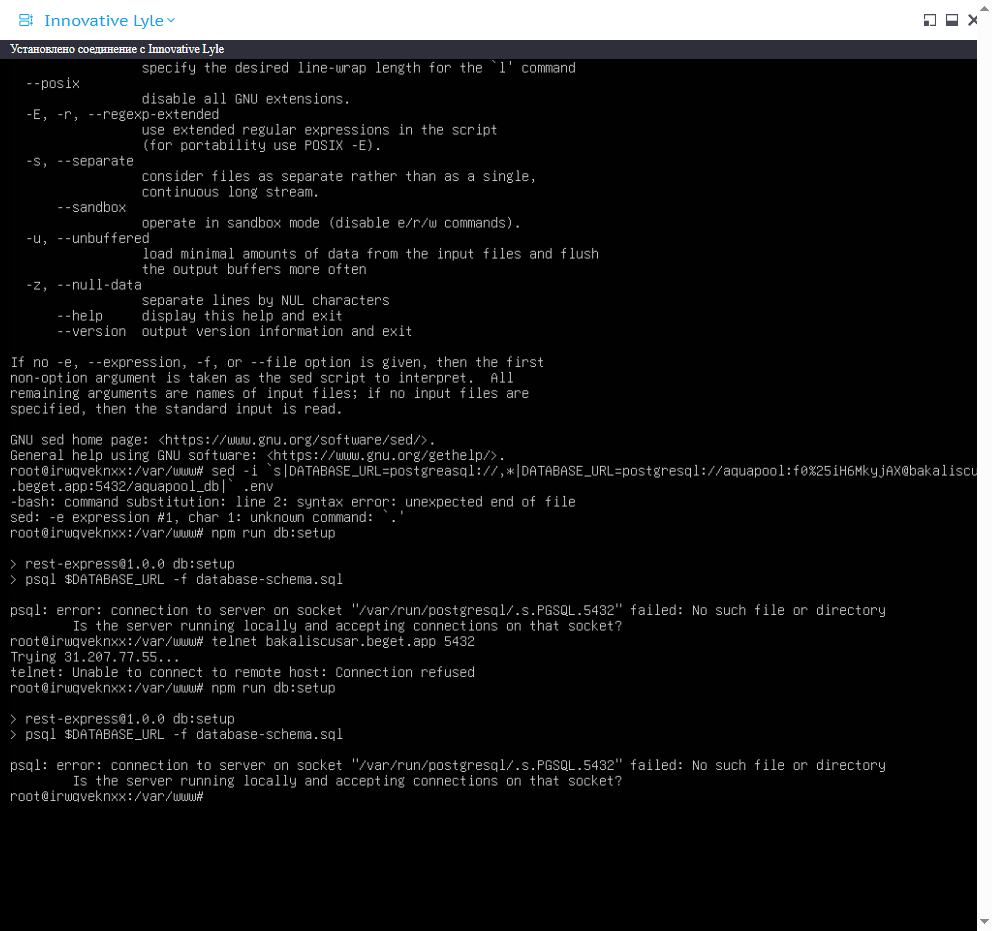 Innovative Lyle
Установлено соединение с Innovative Lyle
specify the desired line-wrap length for the `l' command
--posix
disable all GNU extensions.
-E, -r, --regexp-extended
use extended regular expressions in the script
(for portability use POSIX -E).
-s, --separate
consider files as separate rather than as a single,
continuous long stream.
--sandbox
operate in sandbox mode (disable e/r/w commands).
-u, --unbuffered
load minimal amounts of data from the input files and flush
the output buffers more often
-z, --null-data
separate lines by NUL characters
--help     display this help and exit
--version  output version information and exit
If no -e, --expression, -f, or --file option is given, then the first
non-option argument is taken as the sed script to interpret.  All
remaining arguments are names of input files; if no input files are
specified, then the standard input is read.
GNU sed home page: <https://www.gnu.org/software/sed/>.
General help using GNU software: <https://www.gnu.org/gethelp/>.
root@irwqveknxx:/var/www# sed -i `s|DATABASE_URL=postgreasql://,*|DATABASE_URL=postgresql://aquapool:f0%25iH6MkyjAX@bakaliscu
.beget.app:5432/aquapool_db|` .env
-bash: command substitution: line 2: syntax error: unexpected end of file
sed: -e expression #1, char 1: unknown command: `.'
root@irwqveknxx:/var/www# npm run db:setup
> rest-express@1.0.0 db:setup
> psql $DATABASE_URL -f database-schema.sql
psql: error: connection to server on socket "/var/run/postgresql/.s.PGSQL.5432" failed: No such file or directory
Is the server running locally and accepting connections on that socket?
root@irwqveknxx:/var/www# telnet bakaliscusar.beget.app 5432
Trying 31.207.77.55...
telnet: Unable to connect to remote host: Connection refused
root@irwqveknxx:/var/www# npm run db:setup
> rest-express@1.0.0 db:setup
> psql $DATABASE_URL -f database-schema.sql
psql: error: connection to server on socket "/var/run/postgresql/.s.PGSQL.5432" failed: No such file or directory
Is the server running locally and accepting connections on that socket?
root@irwqveknxx:/var/www#